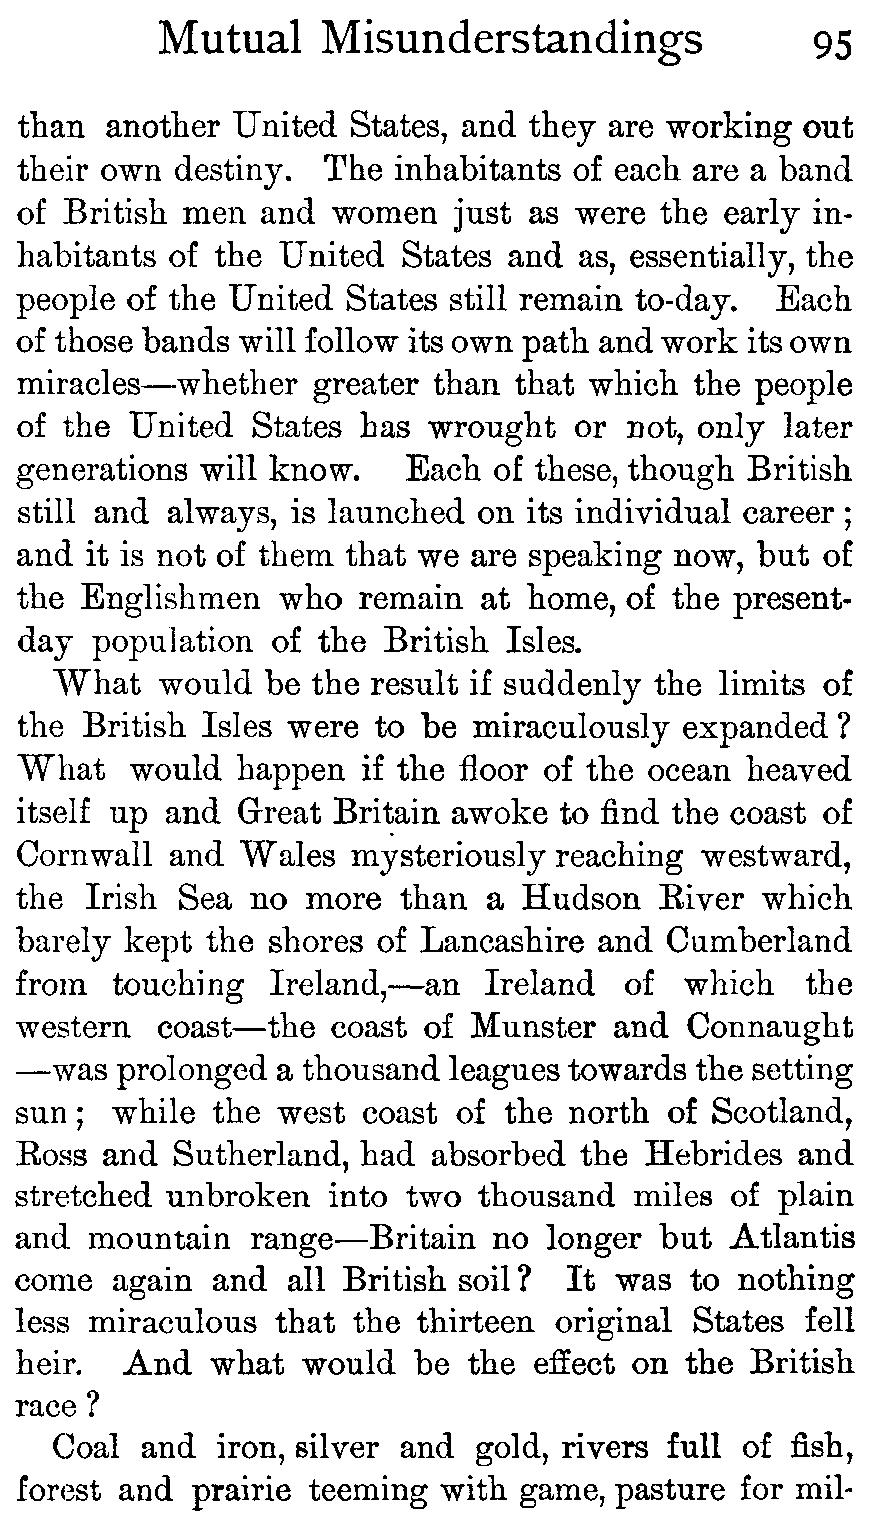 Mutual Misunderstandings 95
than another United States, and they are working out
their own destiny. The inhabitants of each are a band
of British men and women just as were the early in-
habitants of the United States and as, essentially, the
people of the United States still remain to-day. Each
of those bands will follow its own path and work its own
miracles—whether greater than that which the people
of the United States has wrought or not, only later
generations will know. Each of these, though British
still and always, is launched on its individual career;
and it is not of them that we are speaking now, but of
the Englishmen who remain at home, of the present-
day population of the British Isles.
What would be the result if suddenly the limits of
the British Isles were to be miraculously expanded?
What would happen if the floor of the ocean heaved
itself up and Great Britain awoke to find the coast of
Cornwall and Wales mysteriously reaching westward,
the Irish Sea no more than a Hudson River which
barely kept the shores of Lancashire and Cumberland
from touching Ireland,—an Ireland of which the
western coast—the coast of Munster and Connaught
—was prolonged a thousand leagues towards the setting
sun; while the west coast of the north of Scotland,
Ross and Sutherland, had absorbed the Hebrides and
stretched unbroken into two thousand miles of plain
and mountain range—Britain no longer but Atlantis
come again and all British soil? It was to nothing
less miraculous that the thirteen original States fell
heir. And what would be the effect on the British
race?
Coal and iron, silver and gold, rivers full of fish,
forest and prairie teeming with game, pasture for mil-